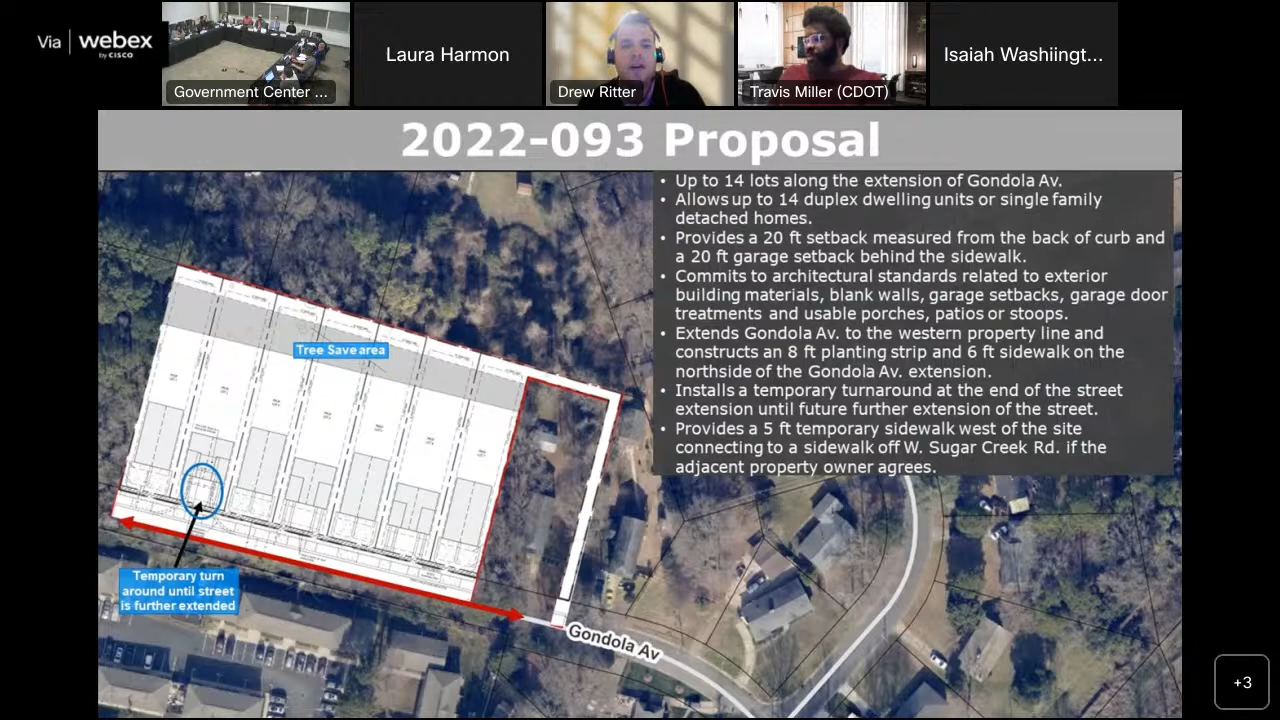 Via | webex
by CISCO
Government Center ...
Laura Harmon
Drew Ritter
Travis Miller (CDOT)
Isaiah Washiingt...
2022-093 Proposal
• Up to 14 lots along the extension of Gondola Av.
• Allows up to 14 duplex dwelling units or single family
detached homes.
• Provides a 20 ft setback measured from the back of curb and
a 20 ft garage setback behind the sidewalk.
• Commits to architectural standards related to exterior
building materials, blank walls, garage setbacks, garage door
treatments and usable porches, patios or stoops.
• Extends Gondola Av. to the western property line and
constructs an 8 ft planting strip and 6 ft sidewalk on the
northside of the Gondola Av. extension.
• Installs a temporary turnaround at the end of the street
extension until future further extension of the street.
• Provides a 5 ft temporary sidewalk west of the site
connecting to a sidewalk off W. Sugar Creek Rd. if the
adjacent property owner agrees.
Tree Save area
Temporary turn
around until street
is further extended
Gondola Av
+3